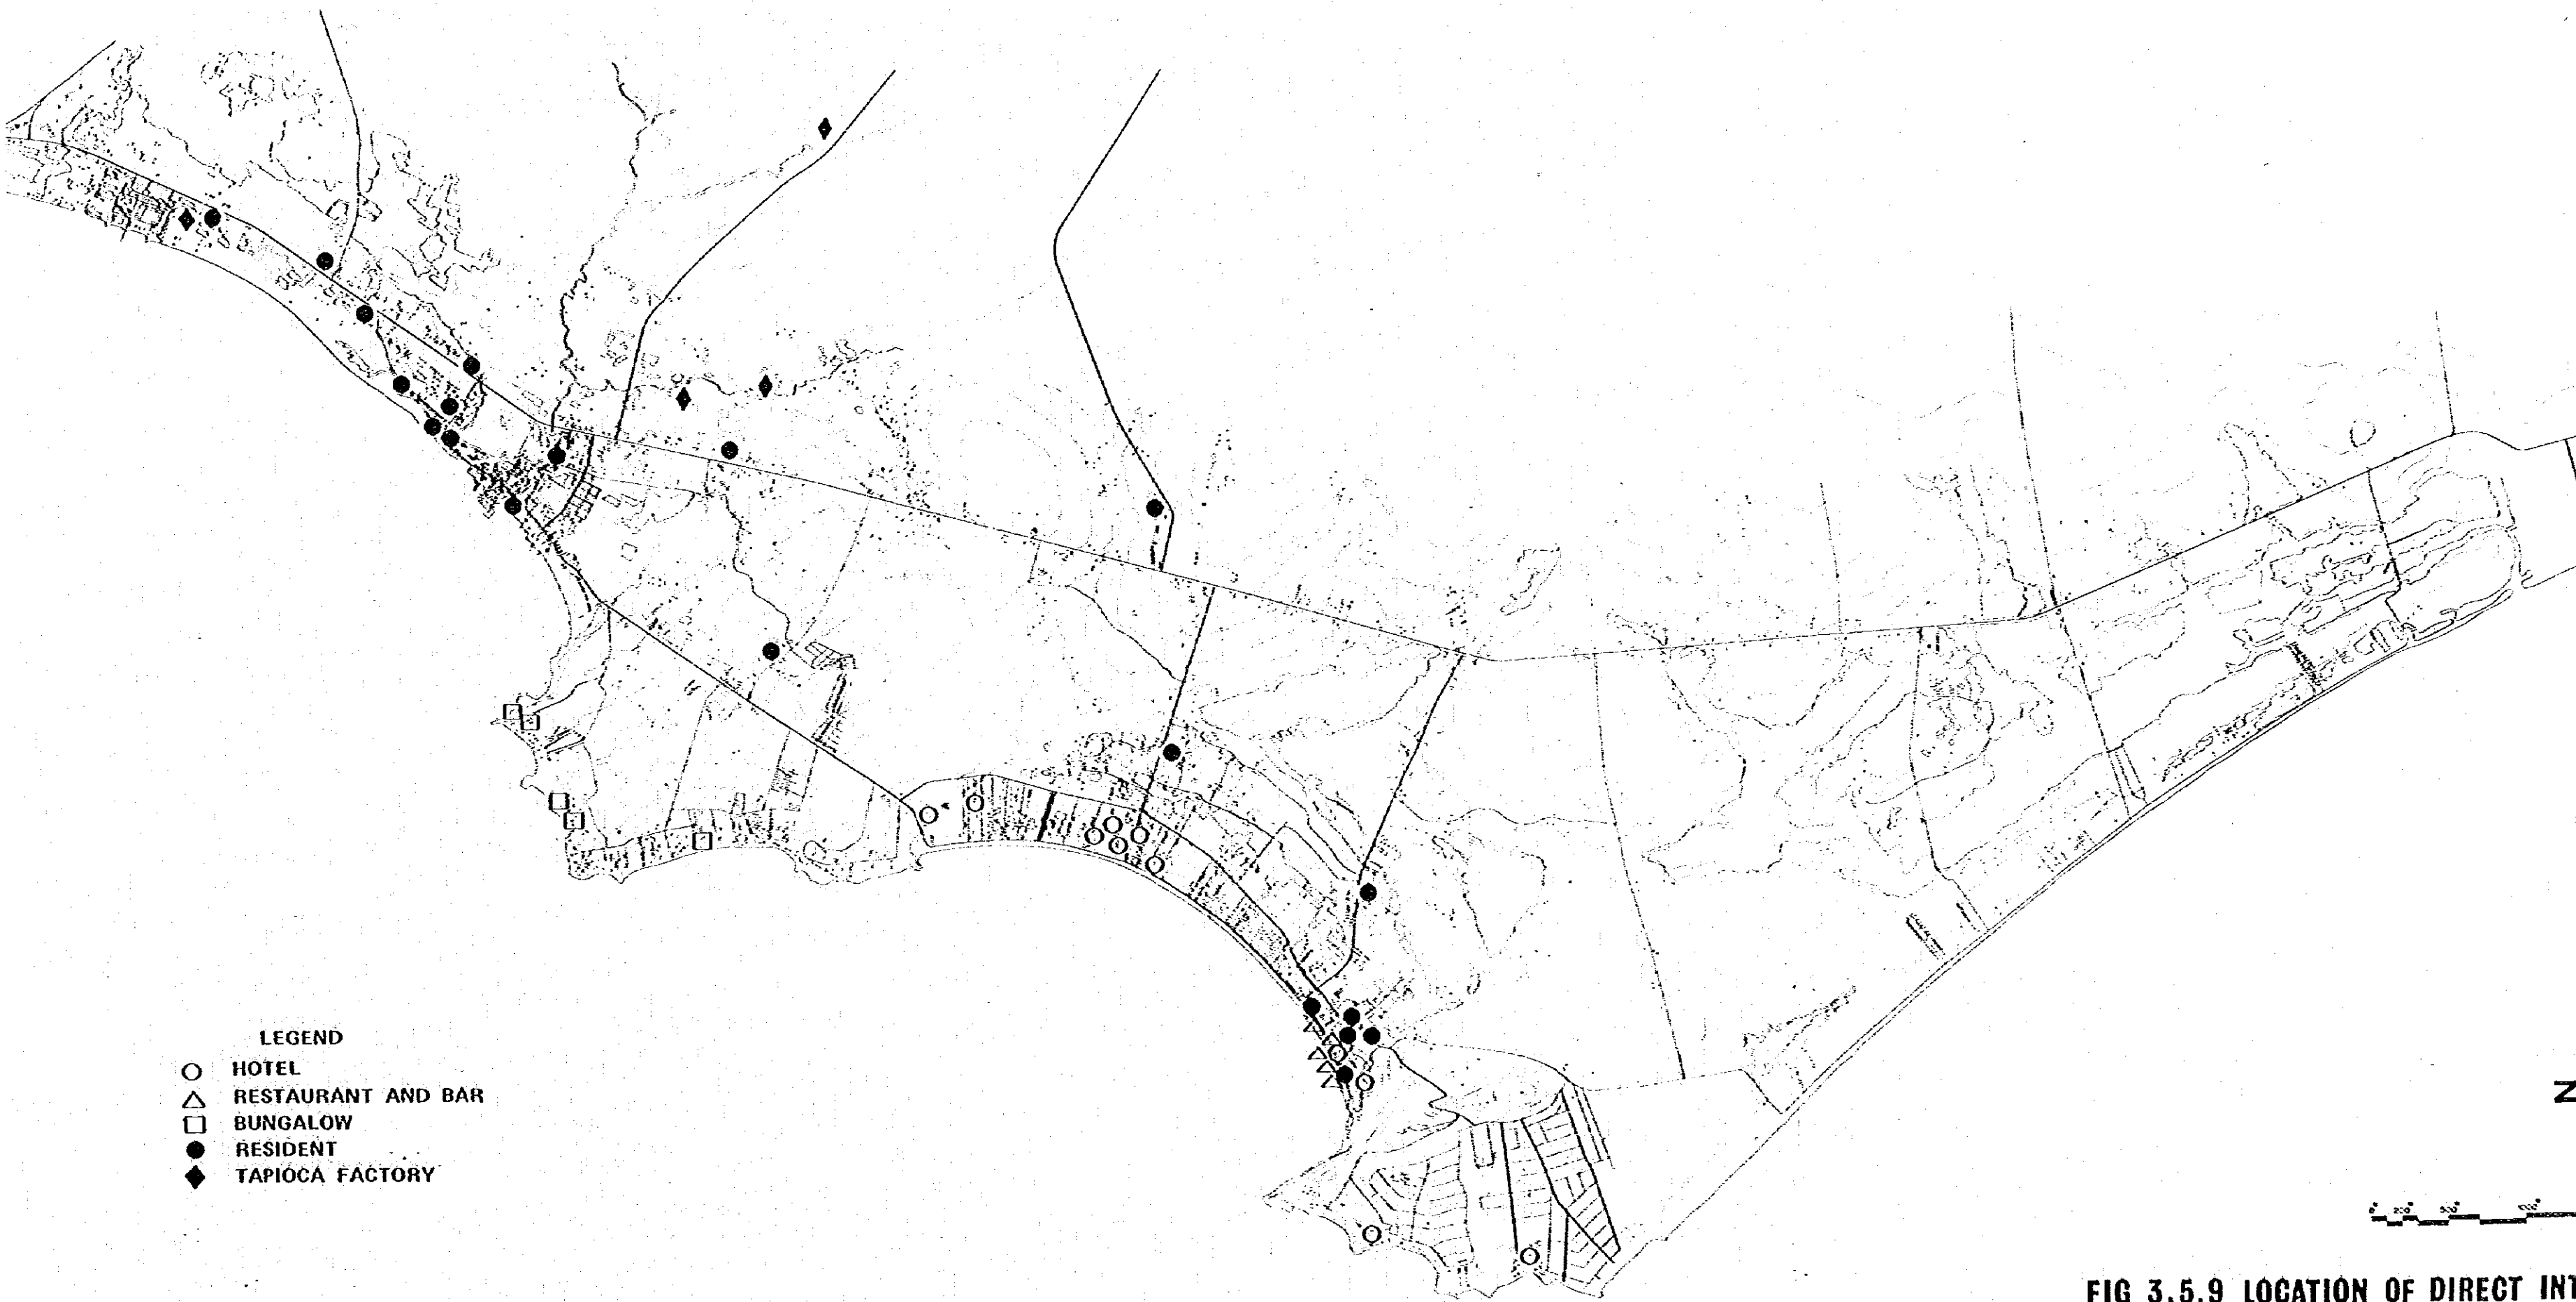 LEGEND
HOTEL
RESTAURANT AND BAR
BUNGALOW
RESIDENT
TAPIOCA FACTORY
N
FIG 3.5.9 LOCATION OF DIRECT INT